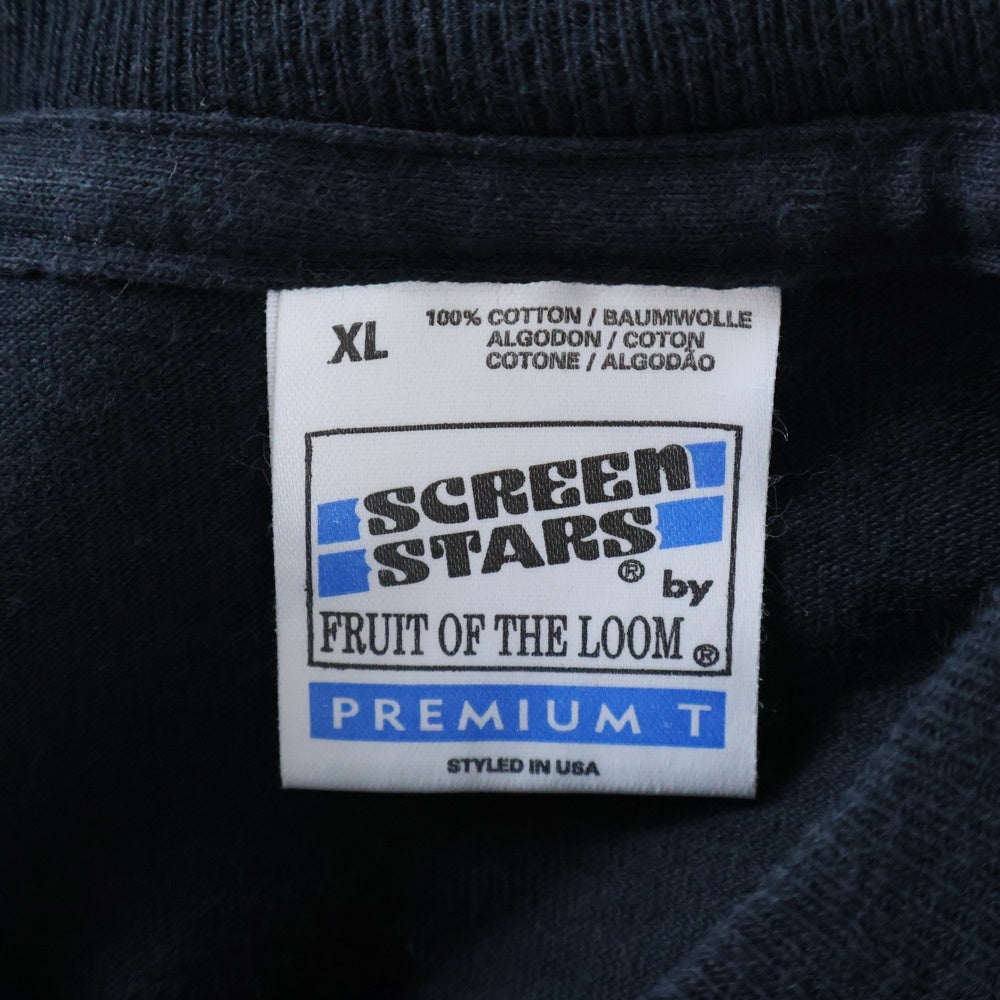 XL
100% COTTON / BAUMWOLLE
ALGODON / COTON
COTONE / ALGODÃO
SCREEN
STARS® by
FRUIT OF THE LOOM®
PREMIUM T
STYLED IN USA